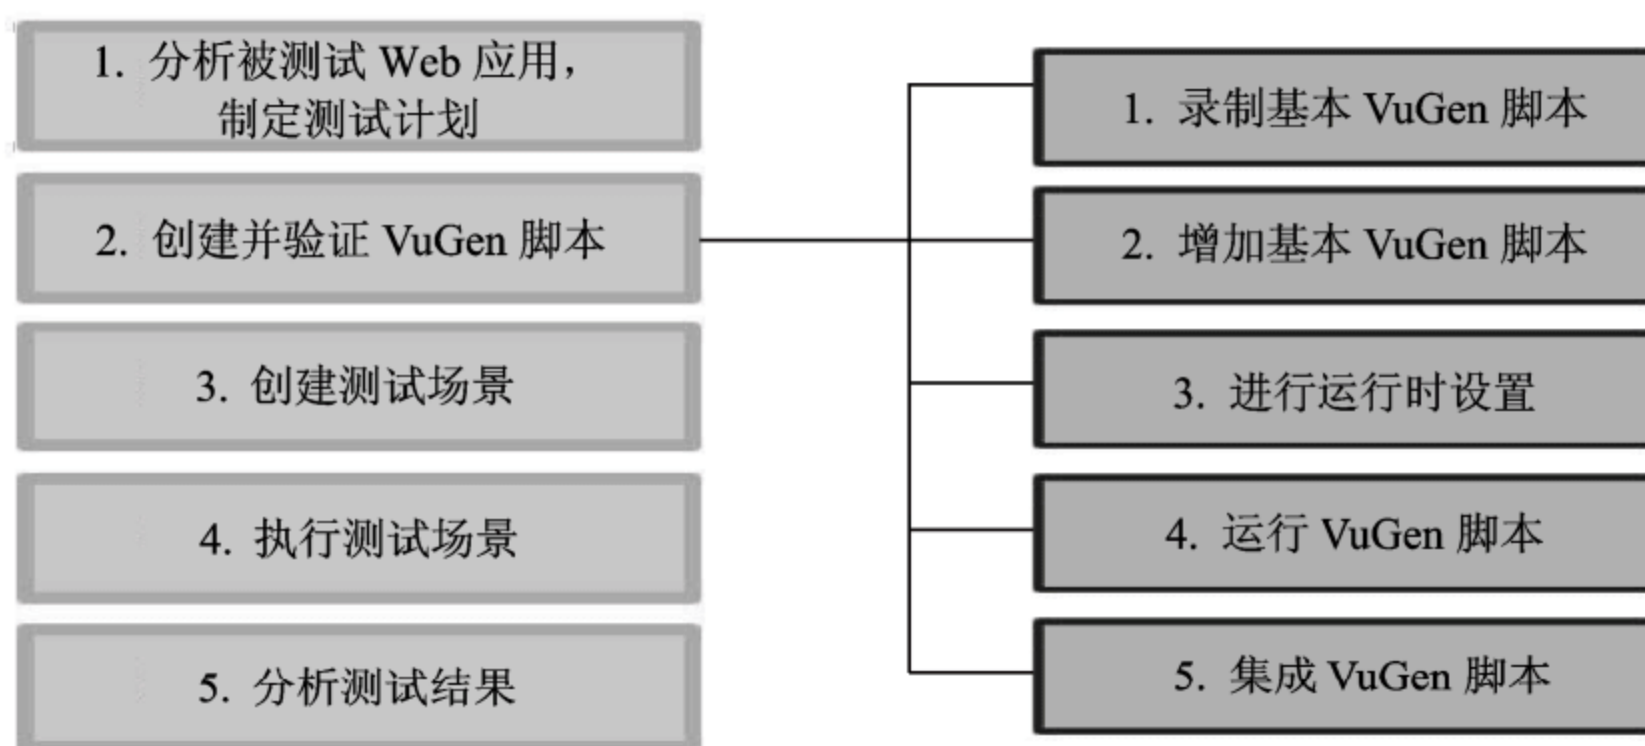 1. 分析被测试 Web 应用，
制定测试计划
2. 创建并验证 VuGen 脚本
3. 创建测试场景
4. 执行测试场景
5. 分析测试结果
1. 录制基本 VuGen 脚本
2. 增加基本 VuGen 脚本
3. 进行运行时设置
4. 运行 VuGen 脚本
5. 集成 VuGen 脚本